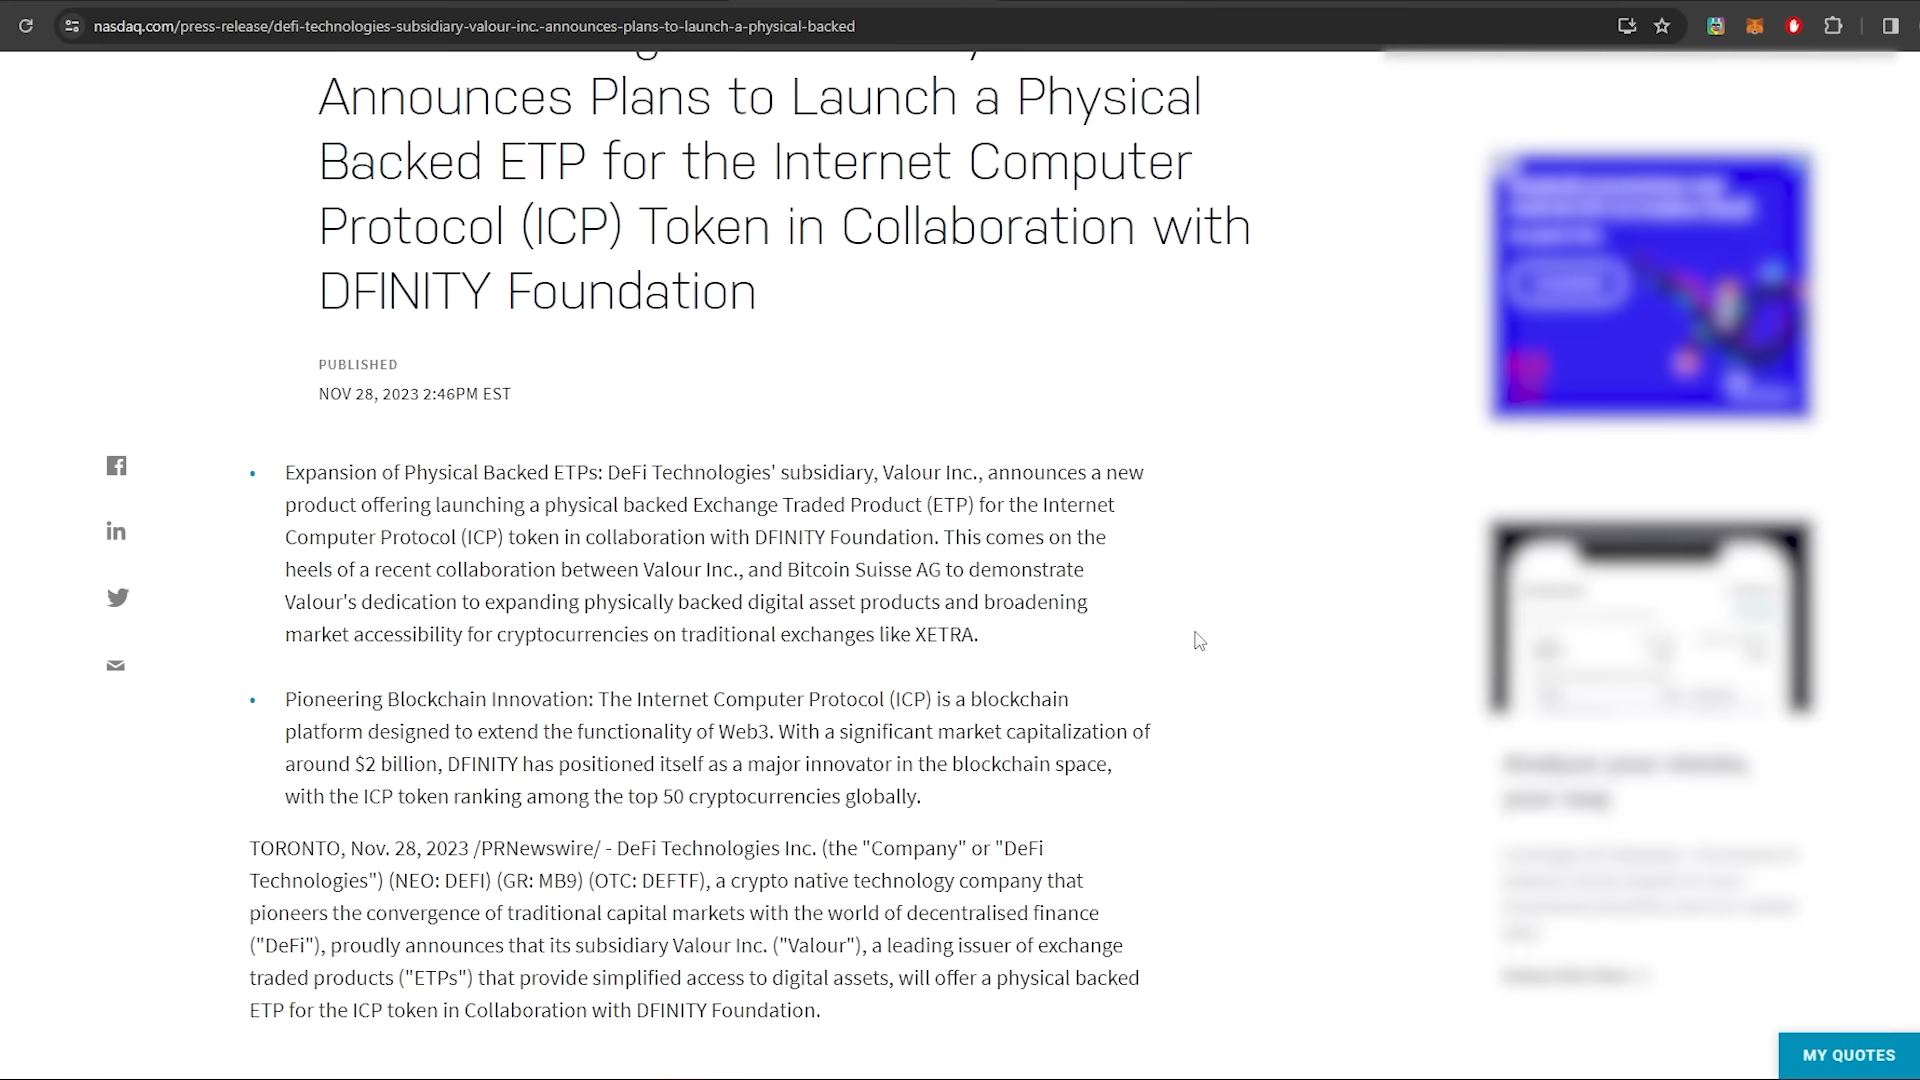 nasdaq.com/press-release/defi-technologies-subsidiary-valour-inc.-announces-plans-to-launch-a-physical-backed
Announces Plans to Launch a Physical
Backed ETP for the Internet Computer
Protocol (ICP) Token in Collaboration with
DFINITY Foundation
PUBLISHED
NOV 28, 2023 2:46PM EST
• Expansion of Physical Backed ETPs: DeFi Technologies' subsidiary, Valour Inc., announces a new
product offering launching a physical backed Exchange Traded Product (ETP) for the Internet
Computer Protocol (ICP) token in collaboration with DFINITY Foundation. This comes on the
heels of a recent collaboration between Valour Inc., and Bitcoin Suisse AG to demonstrate
Valour's dedication to expanding physically backed digital asset products and broadening
market accessibility for cryptocurrencies on traditional exchanges like XETRA.
• Pioneering Blockchain Innovation: The Internet Computer Protocol (ICP) is a blockchain
platform designed to extend the functionality of Web3. With a significant market capitalization of
around $2 billion, DFINITY has positioned itself as a major innovator in the blockchain space,
with the ICP token ranking among the top 50 cryptocurrencies globally.
TORONTO, Nov. 28, 2023 /PRNewswire/ - DeFi Technologies Inc. (the "Company" or "DeFi
Technologies") (NEO: DEFI) (GR: MB9) (OTC: DEFTF), a crypto native technology company that
pioneers the convergence of traditional capital markets with the world of decentralised finance
("DeFi"), proudly announces that its subsidiary Valour Inc. ("Valour"), a leading issuer of exchange
traded products ("ETPs") that provide simplified access to digital assets, will offer a physical backed
ETP for the ICP token in Collaboration with DFINITY Foundation.
MY QUOTES